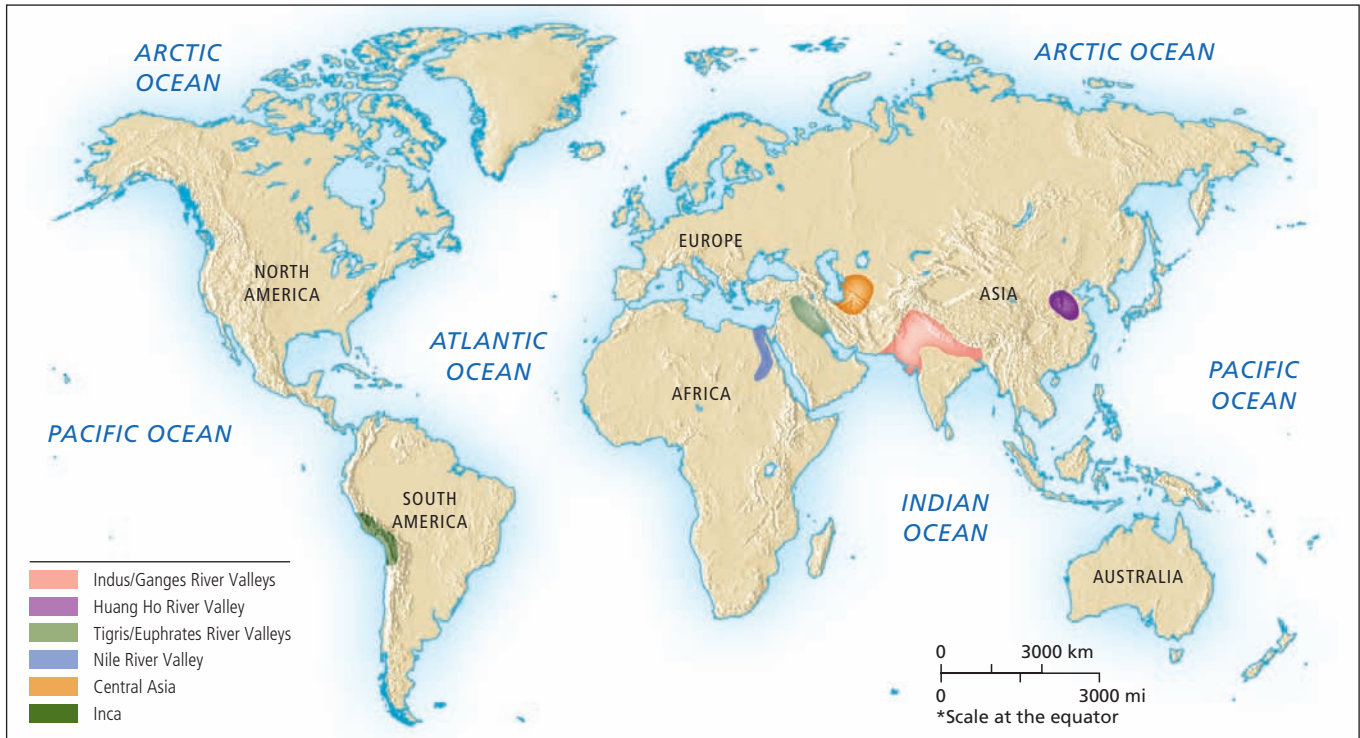 ARCTIC
OCEAN
ARCTIC OCEAN
EUROPE
NORTH
AMERICA
ASIA
ATLANTIC
OCEAN
AFRICA
PACIFIC
OCEAN
PACIFIC OCEAN
SOUTH
AMERICA
INDIAN
OCEAN
AUSTRALIA
Indus/Ganges River Valleys
Huang Ho River Valley
Tigris/Euphrates River Valleys
Nile River Valley
Central Asia
Inca
0 3000 km
0 3000 mi
*Scale at the equator